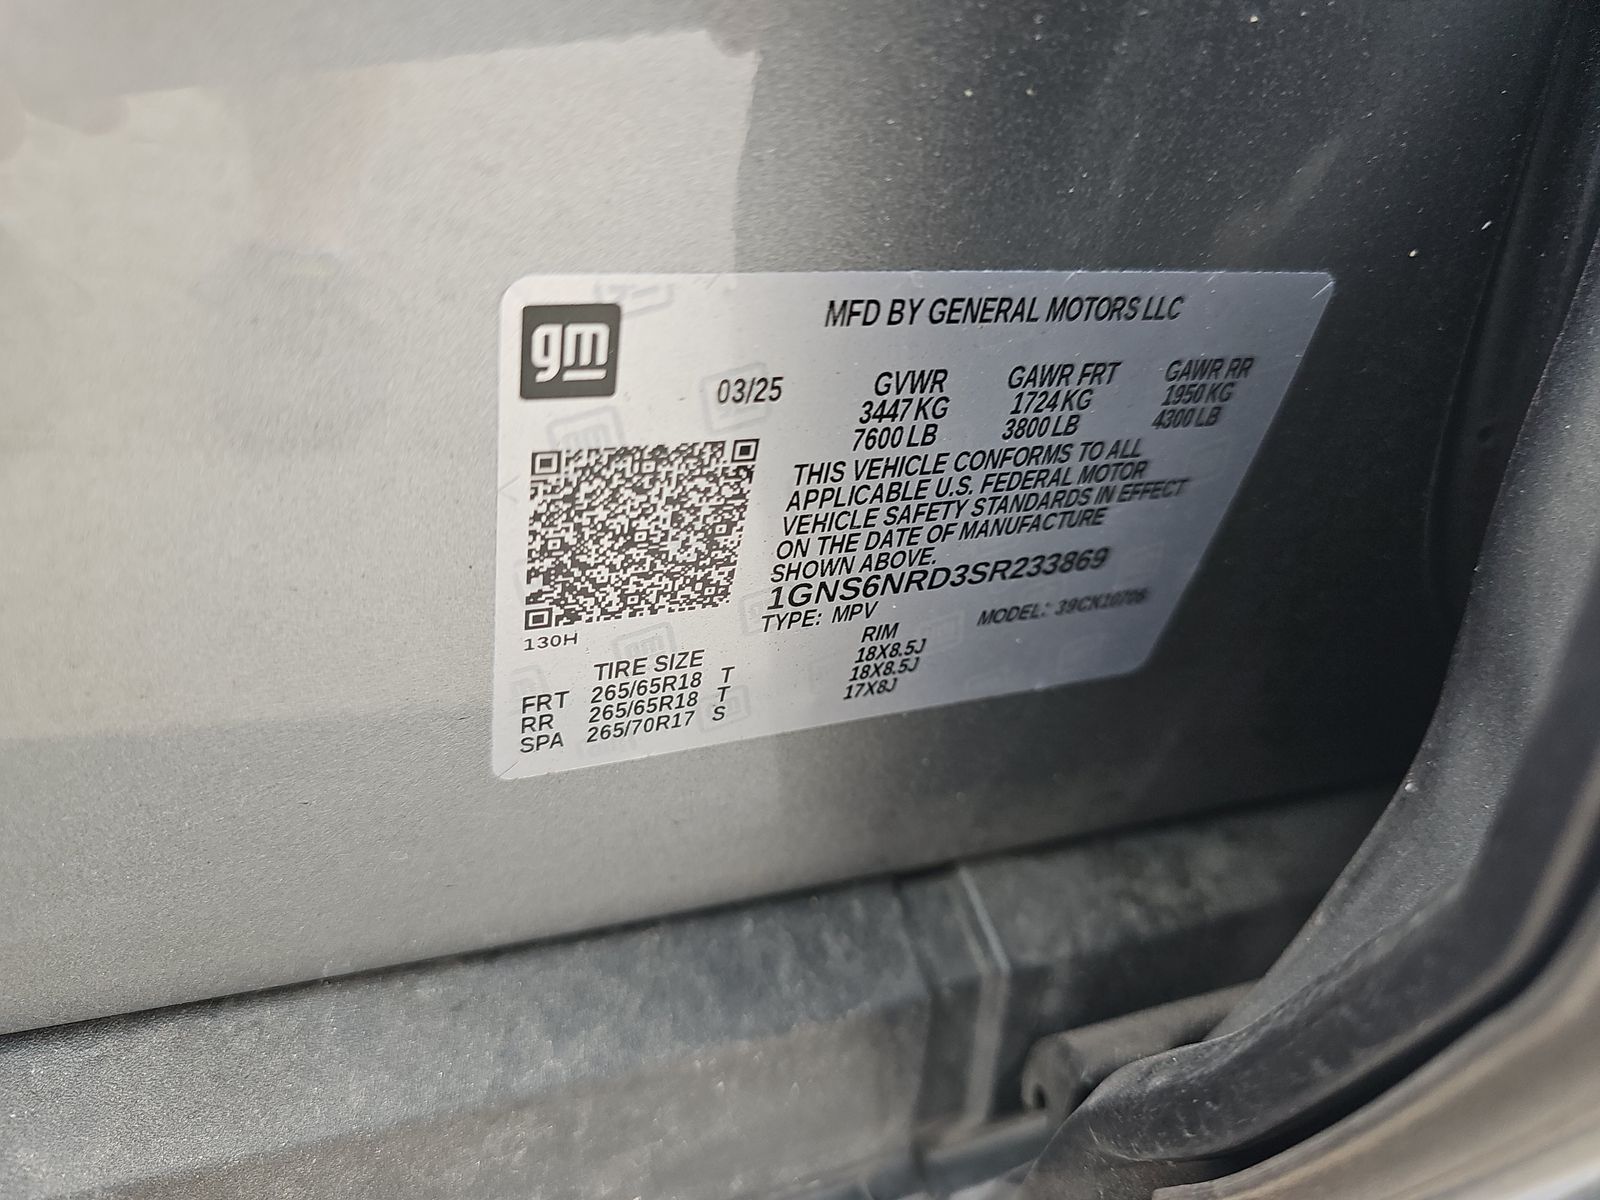 gm
MFD BY GENERAL MOTORS LLC
03/25
GVWR GAWR FRT GAWR RR
3447 KG 1724 KG 1950 KG
7600 LB 3800 LB 4300 LB
THIS VEHICLE CONFORMS TO ALL
APPLICABLE U.S. FEDERAL MOTOR
VEHICLE SAFETY STANDARDS IN EFFECT
ON THE DATE OF MANUFACTURE
SHOWN ABOVE.
1GNS6NRD3SR233869
TYPE: MPV MODEL: 39CK10706
130H
TIRE SIZE RIM
FRT 265/65R18 T 18X8.5J
RR 265/65R18 T 18X8.5J
SPA 265/70R17 S 17X8J